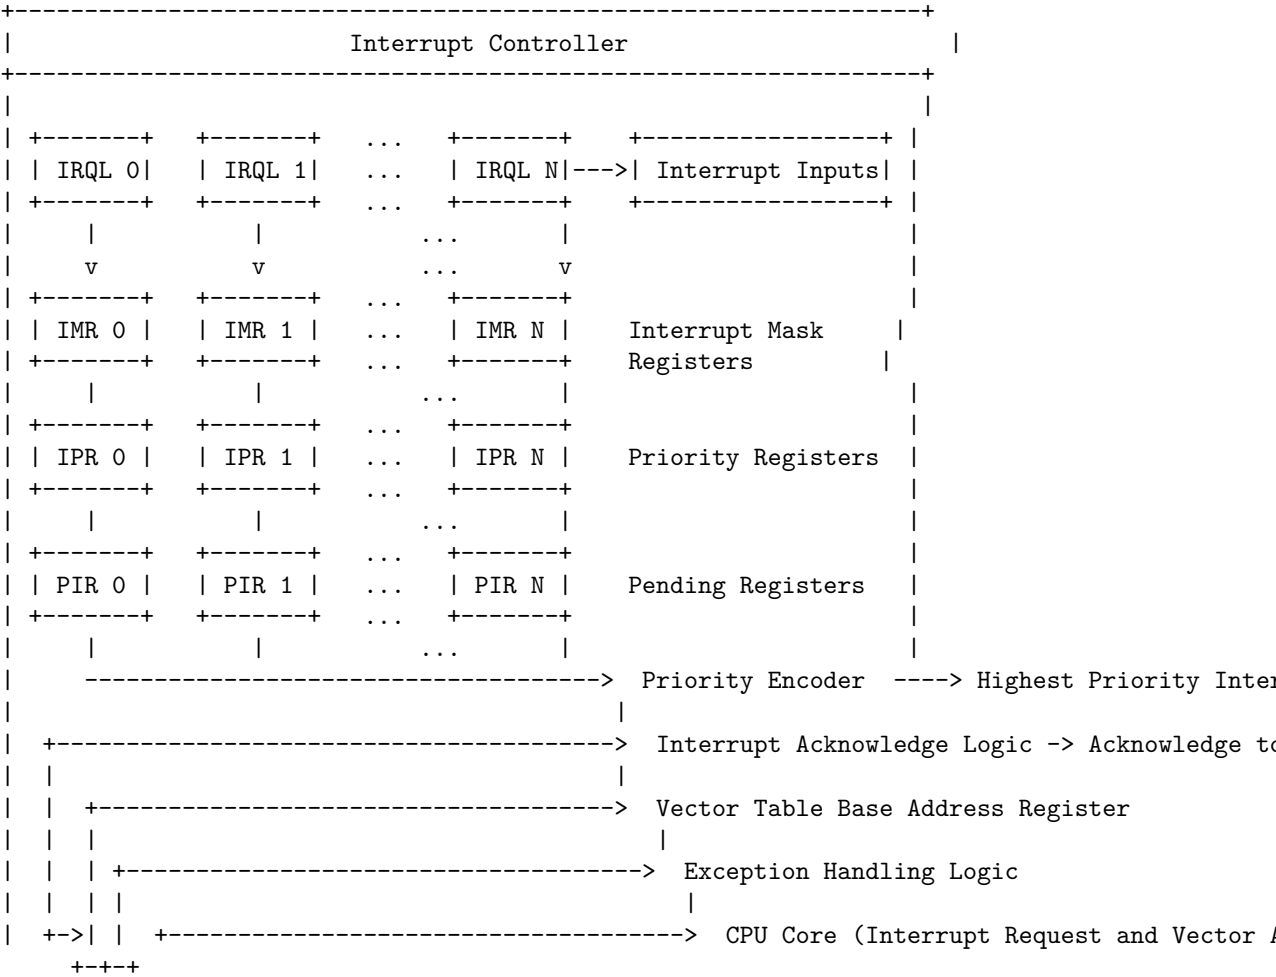 +-----------------------------------------------------------------+
|                        Interrupt Controller                       |
+-----------------------------------------------------------------+
|                                                                 |
| +-------+   +-------+   ...   +-------+    +-----------------+ |
| | IRQL 0|   | IRQL 1|   ...   | IRQL N|--->| Interrupt Inputs| |
| +-------+   +-------+   ...   +-------+    +-----------------+ |
|     |           |           ...       |                        |
|     v           v           ...       v                        |
| +-------+   +-------+   ...   +-------+                        |
| | IMR 0 |   | IMR 1 |   ...   | IMR N |    Interrupt Mask     |
| +-------+   +-------+   ...   +-------+    Registers         |
|     |           |           ...       |                        |
| +-------+   +-------+   ...   +-------+                        |
| | IPR 0 |   | IPR 1 |   ...   | IPR N |    Priority Registers  |
| +-------+   +-------+   ...   +-------+                        |
|     |           |           ...       |                        |
| +-------+   +-------+   ...   +-------+                        |
| | PIR 0 |   | PIR 1 |   ...   | PIR N |    Pending Registers   |
| +-------+   +-------+   ...   +-------+                        |
|     |           |           ...       |                        |
|     ------------------------------------->  Priority Encoder  ----> Highest Priority
|                                           |
|  +---------------------------------------->  Interrupt Acknowledge Logic -> Acknowledge
|  |                                        |
|  |  +------------------------------------->  Vector Table Base Address Register
|  |  |                                        |
|  |  | +------------------------------------->  Exception Handling Logic
|  |  | |                                        |
|  +->| |  +------------------------------------->  CPU Core (Interrupt Request and Vector
     +-+-+